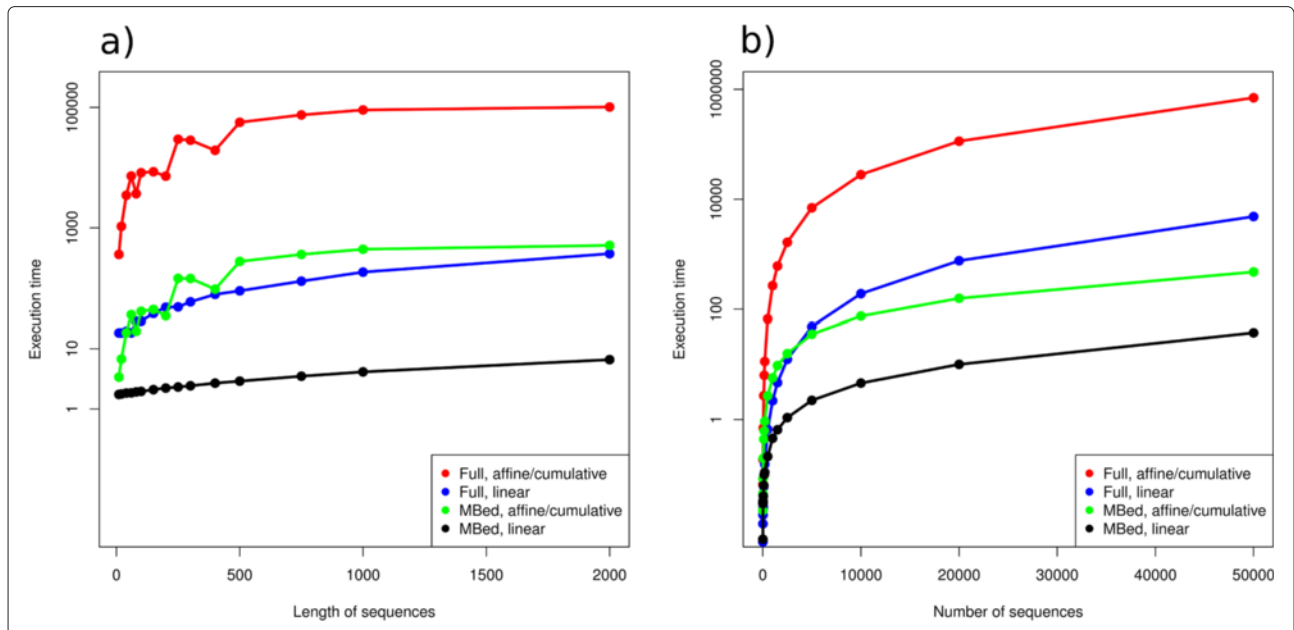 a)
100000
1000
10
1
Execution time
0
500
1000
1500
2000
Length of sequences
Full, affine/cumulative
Full, linear
MBed, affine/cumulative
MBed, linear
b)
1000000
10000
100
1
Execution time
0
10000
20000
30000
40000
50000
Number of sequences
Full, affine/cumulative
Full, linear
MBed, affine/cumulative
MBed, linear